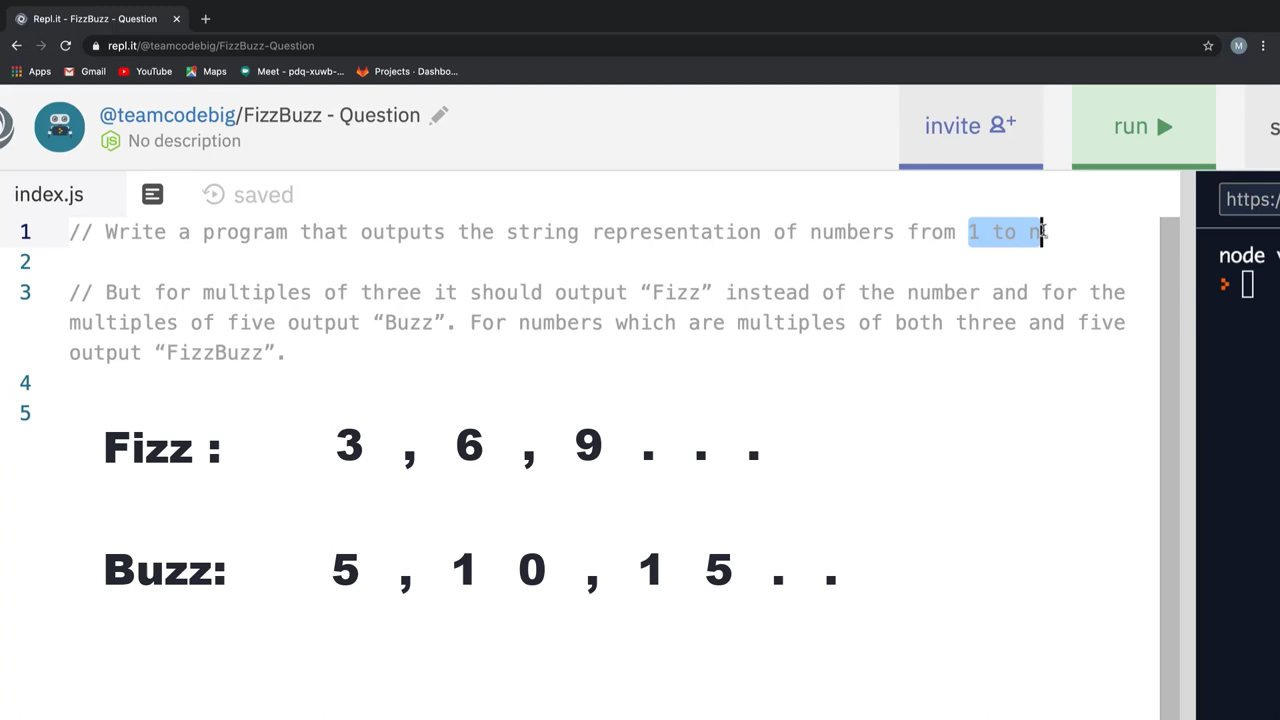 Repl.it - FizzBuzz - Question
repl.it/@teamcodebig/FizzBuzz-Question
M
Apps Gmail YouTube Maps Meet - pdq-xuwb-... Projects · Dashbo...
@teamcodebig/FizzBuzz - Question
No description
invite
run
s
index.js
saved
https:/
1 // Write a program that outputs the string representation of numbers from 1 to n
node v
2
3 // But for multiples of three it should output “Fizz” instead of the number and for the
multiples of five output “Buzz”. For numbers which are multiples of both three and five
output “FizzBuzz”.
4
5
Fizz : 3 , 6 , 9 . . .
Buzz: 5 , 1 0 , 1 5 . .